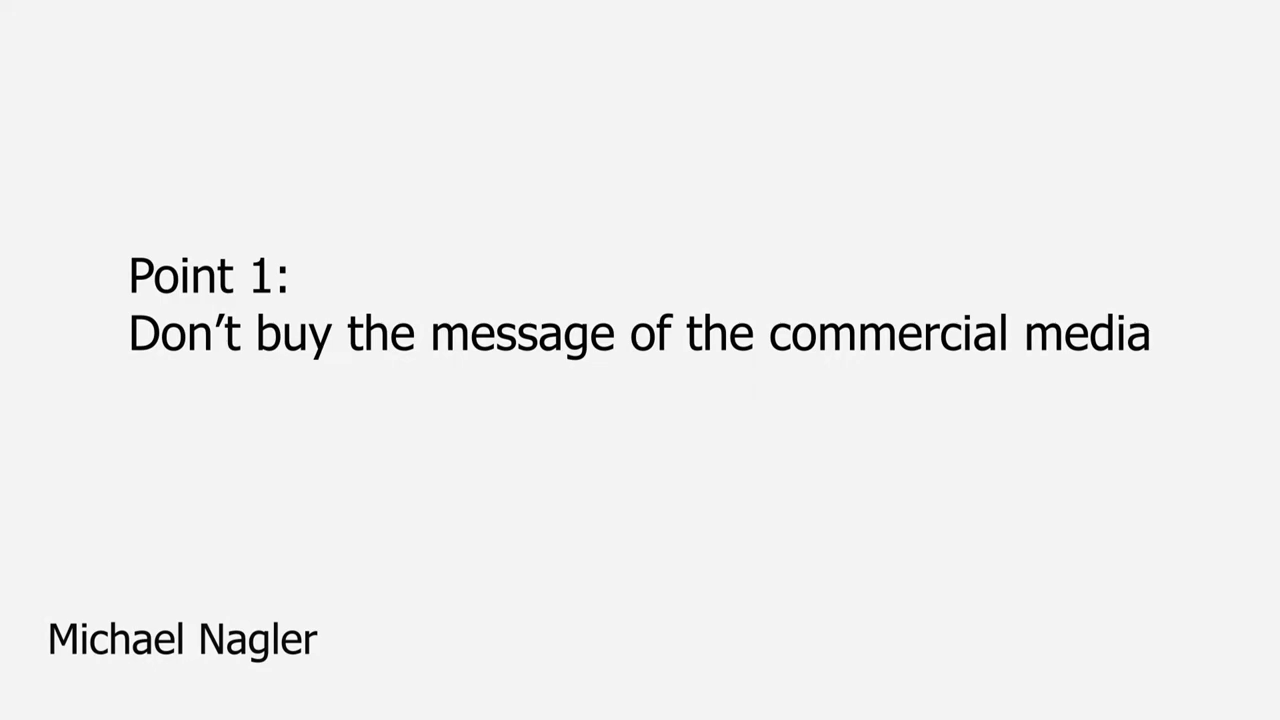 Point 1:
Don’t buy the message of the commercial media
Michael Nagler